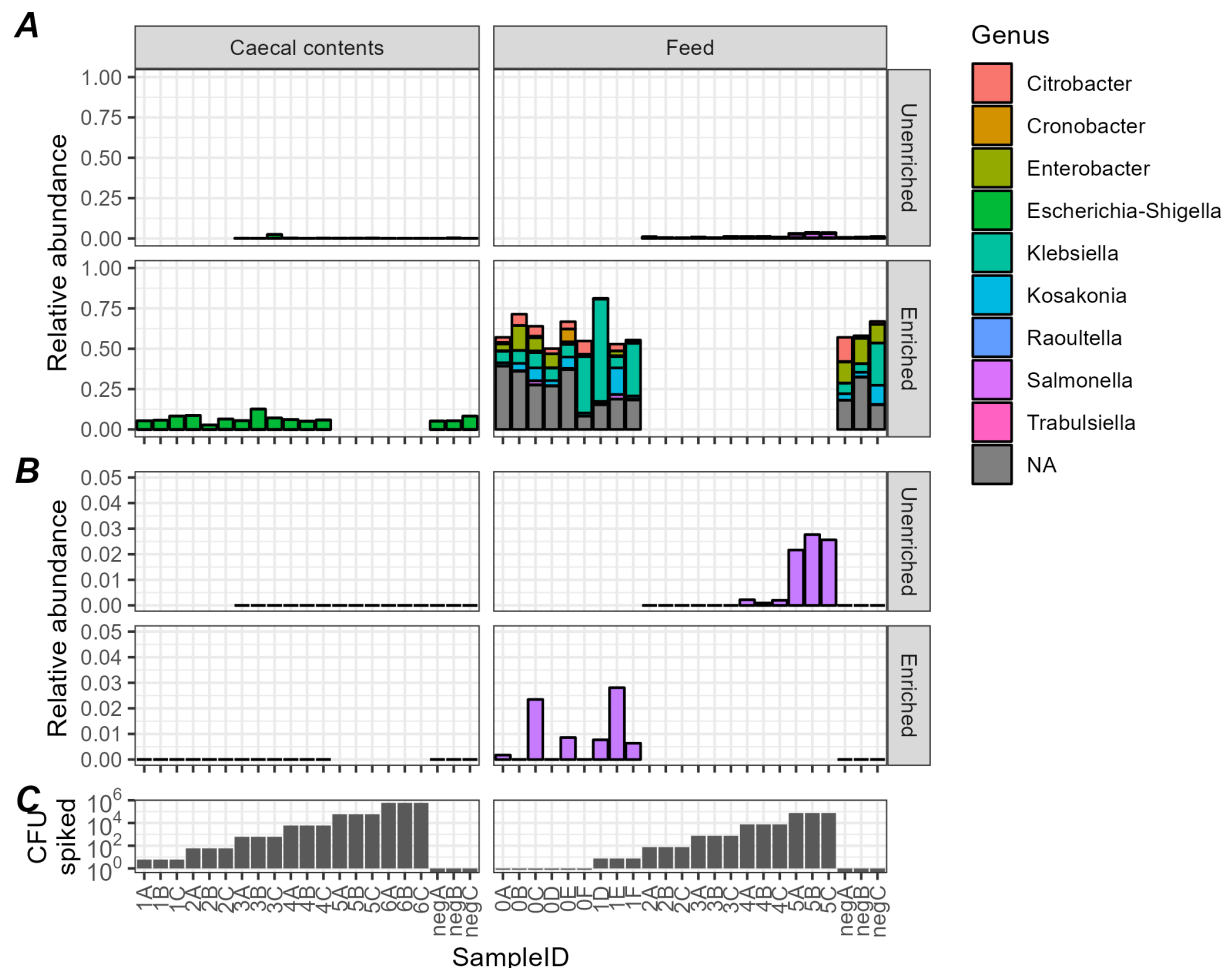 A
Caecal contents
Feed
Genus
Citrobacter
Cronobacter
Enterobacter
Escherichia-Shigella
Klebsiella
Kosakonia
Raoultella
Salmonella
Trabulsiella
NA
Relative abundance
1.00
0.75
0.50
0.25
0.00
Unenriched
1.00
0.75
0.50
0.25
0.00
Enriched
B
Relative abundance
0.05
0.04
0.03
0.02
0.01
0.00
Unenriched
0.05
0.04
0.03
0.02
0.01
0.00
Enriched
C
CFU
spiked
10^6
10^4
10^2
10^0
1A 1B 1C 2A 2B 2C 3A 3B 3C 4A 4B 4C 5A 5B 5C 6A 6B 6C negA negB negC
0A 0B 0C 0D 0E 0F 1D 1E 1F 2A 2B 2C 3A 3B 3C 4A 4B 4C 5A 5B 5C negA negB negC
SampleID